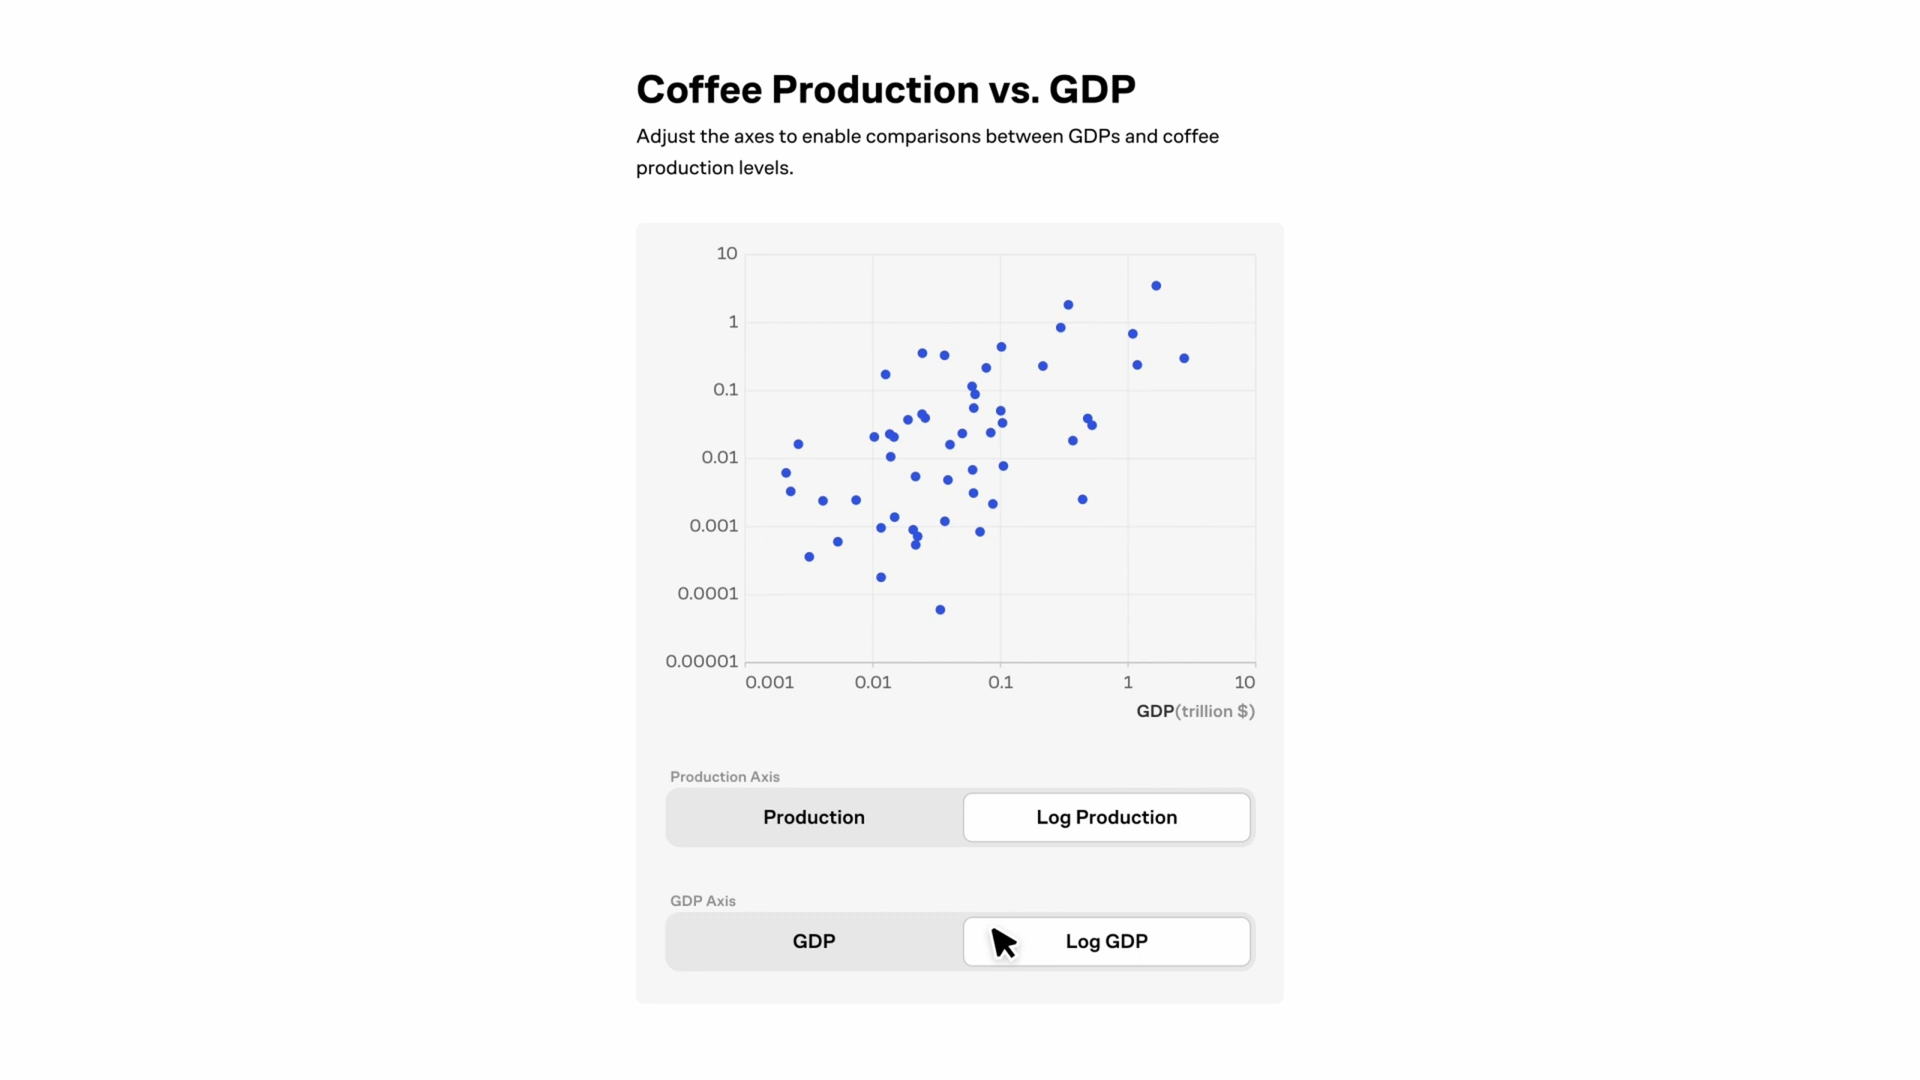 Coffee Production vs. GDP
Adjust the axes to enable comparisons between GDPs and coffee
production levels.
10
1
0.1
0.01
0.001
0.0001
0.00001
0.001 0.01 0.1 1 10
GDP(trillion $)
Production Axis
Production Log Production
GDP Axis
GDP Log GDP